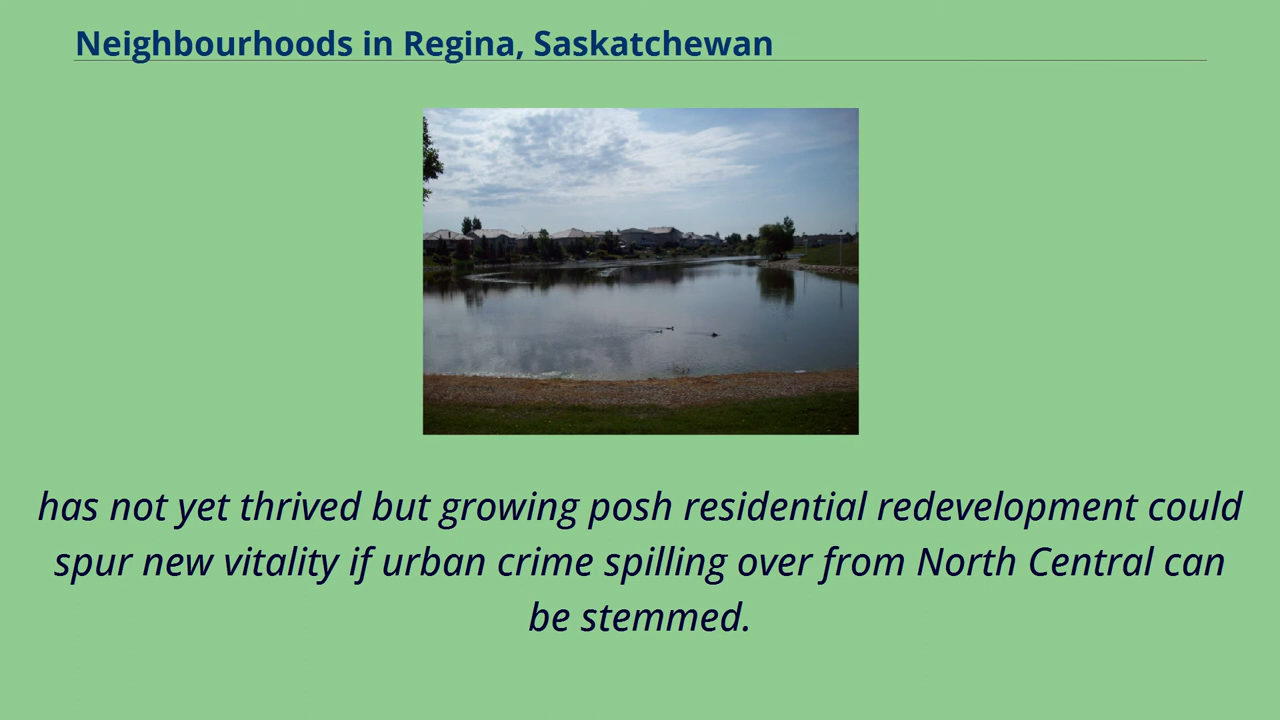 Neighbourhoods in Regina, Saskatchewan
has not yet thrived but growing posh residential redevelopment could
spur new vitality if urban crime spilling over from North Central can
be stemmed.